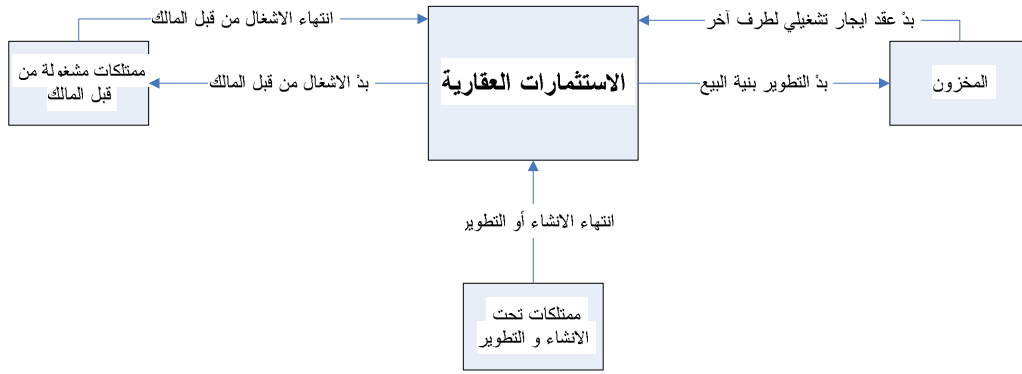 بدْ عقد ايجار تشغيلي لطرف آخر
انتهاء الاشغال من قبل المالك
المخزون
بدْ التطوير بنية البيع
الاستثمارات العقارية
بدْ الاشغال من قبل المالك
ممتلكات مشغولة من
قبل المالك
انتهاء الانشاء أو التطوير
ممتلكات تحت
الانشاء و التطوير